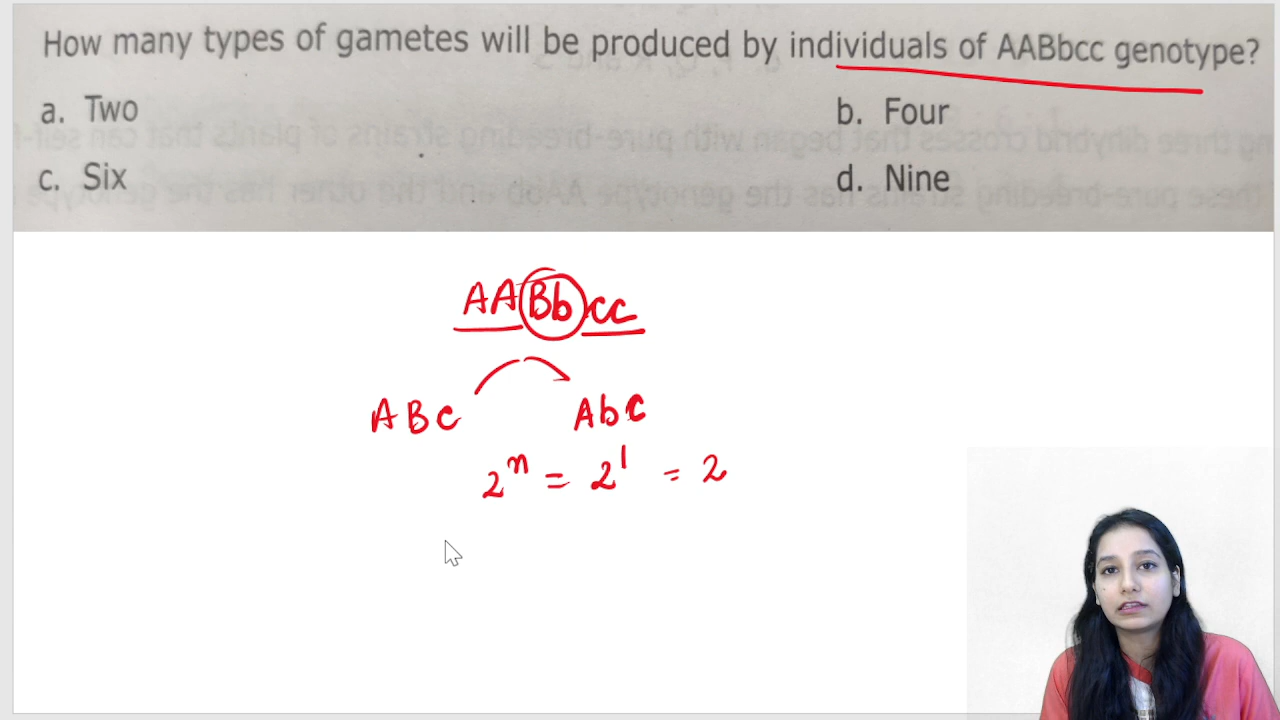 How many types of gametes will be produced by individuals of AABbcc genotype?
a. Two
b. Four
c. Six
d. Nine
AABbcc
ABc Abc
2ⁿ = 2¹ = 2